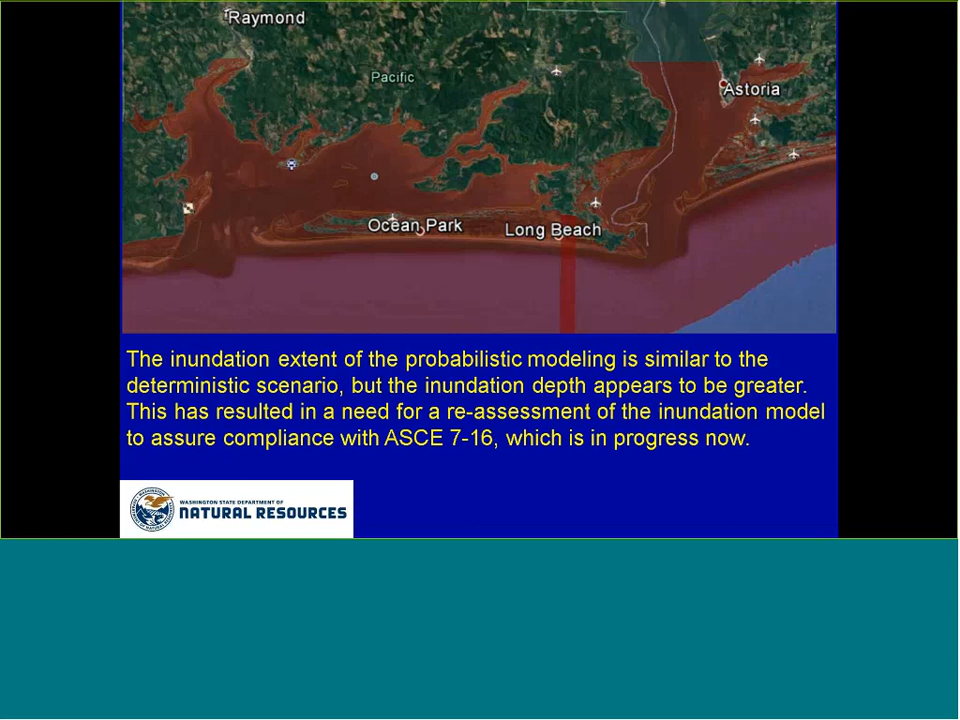 Raymond
Pacific
Astoria
Ocean Park
Long Beach
The inundation extent of the probabilistic modeling is similar to the
deterministic scenario, but the inundation depth appears to be greater.
This has resulted in a need for a re-assessment of the inundation model
to assure compliance with ASCE 7-16, which is in progress now.
WASHINGTON STATE DEPARTMENT OF
NATURAL RESOURCES